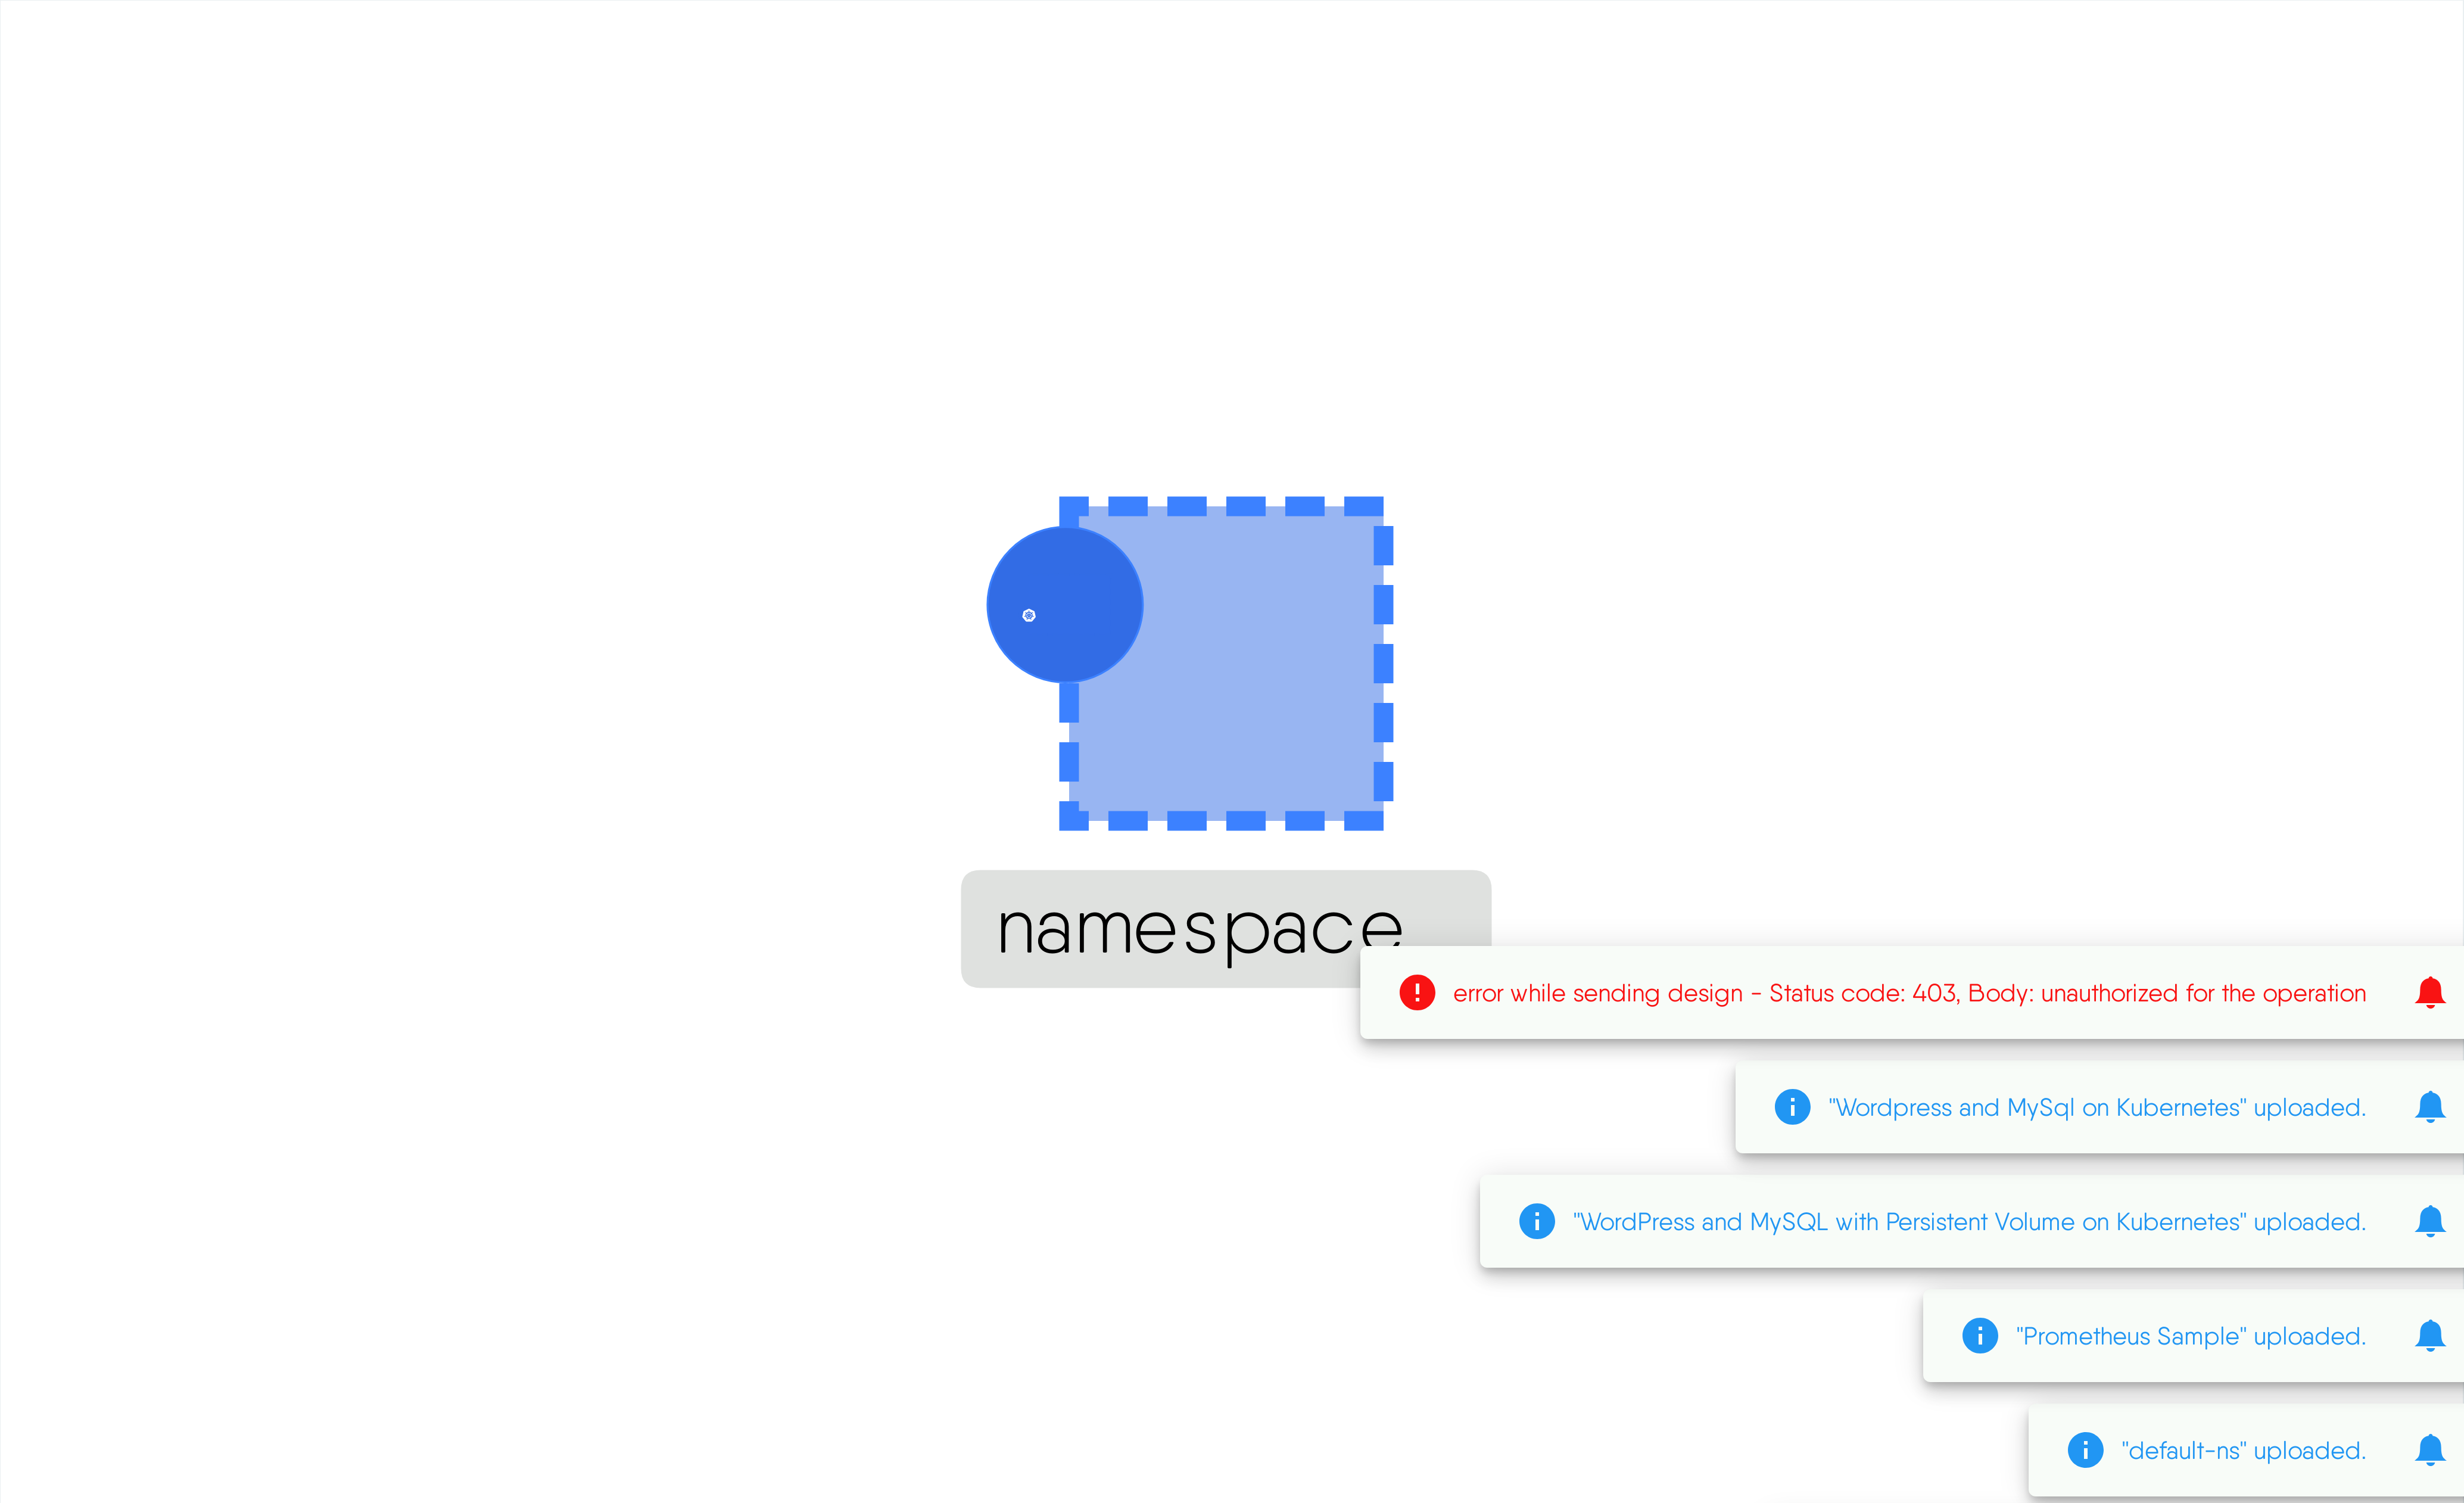 namespace
error while sending design - Status code: 403, Body: unauthorized for the operation
"Wordpress and MySql on Kubernetes" uploaded.
"WordPress and MySQL with Persistent Volume on Kubernetes" uploaded.
"Prometheus Sample" uploaded.
"default-ns" uploaded.